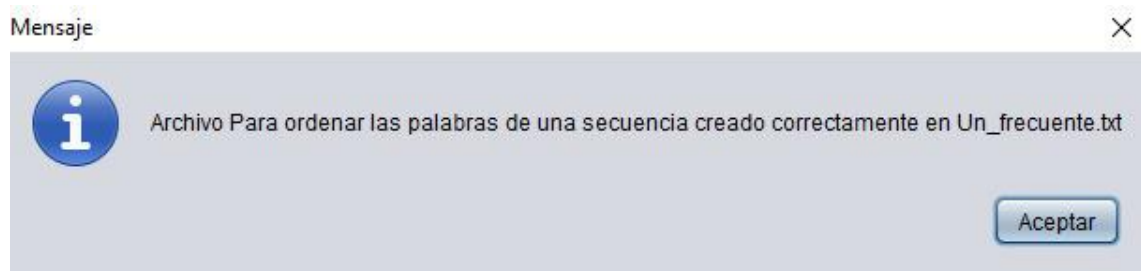 Mensaje
Archivo Para ordenar las palabras de una secuencia creado correctamente en Un_frecuente.txt
Aceptar